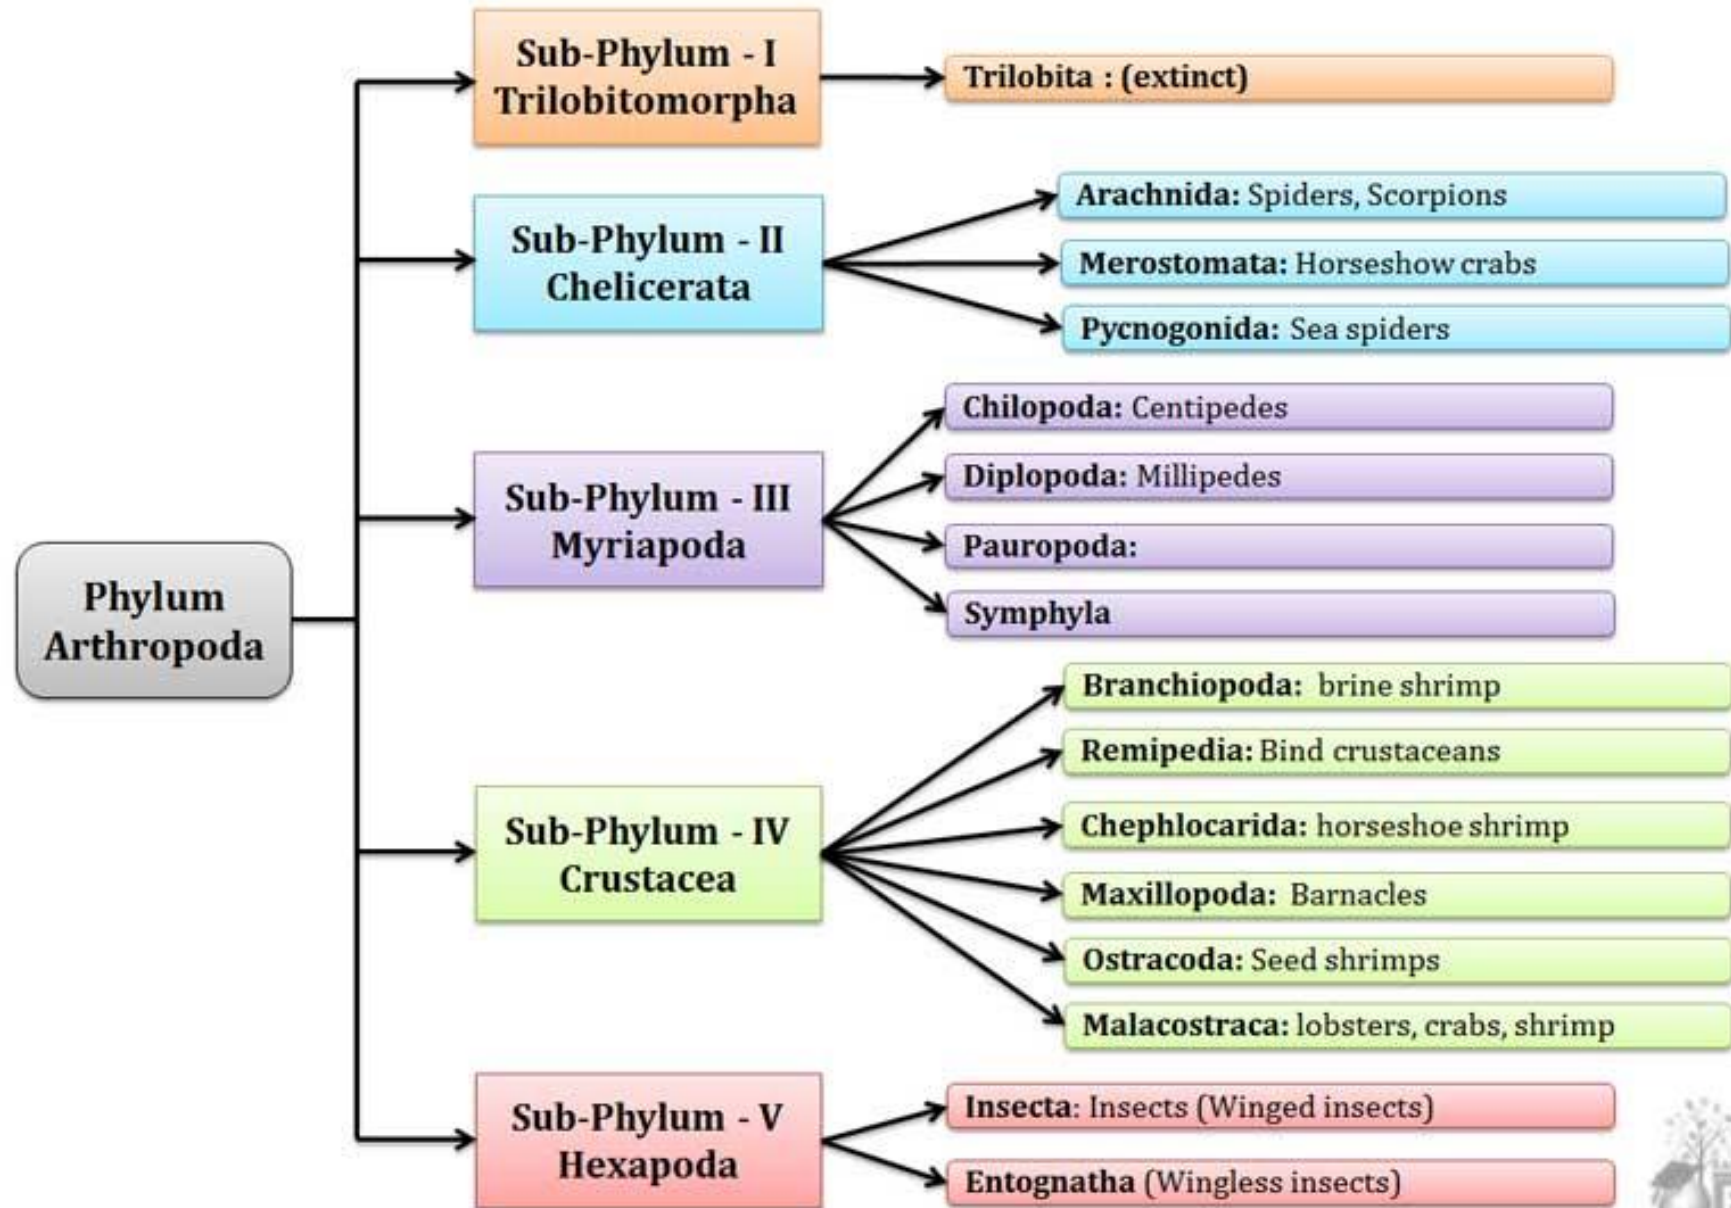 Phylum
Arthropoda
Sub-Phylum - I
Trilobitomorpha
Trilobita : (extinct)
Sub-Phylum - II
Chelicerata
Arachnida: Spiders, Scorpions
Merostomata: Horseshow crabs
Pycnogonida: Sea spiders
Sub-Phylum - III
Myriapoda
Chilopoda: Centipedes
Diplopoda: Millipedes
Pauropoda:
Symphyla
Sub-Phylum - IV
Crustacea
Branchiopoda: brine shrimp
Remipedia: Bind crustaceans
Chephlocarida: horseshoe shrimp
Maxillopoda: Barnacles
Ostracoda: Seed shrimps
Malacostraca: lobsters, crabs, shrimp
Sub-Phylum - V
Hexapoda
Insecta: Insects (Winged insects)
Entognatha (Wingless insects)